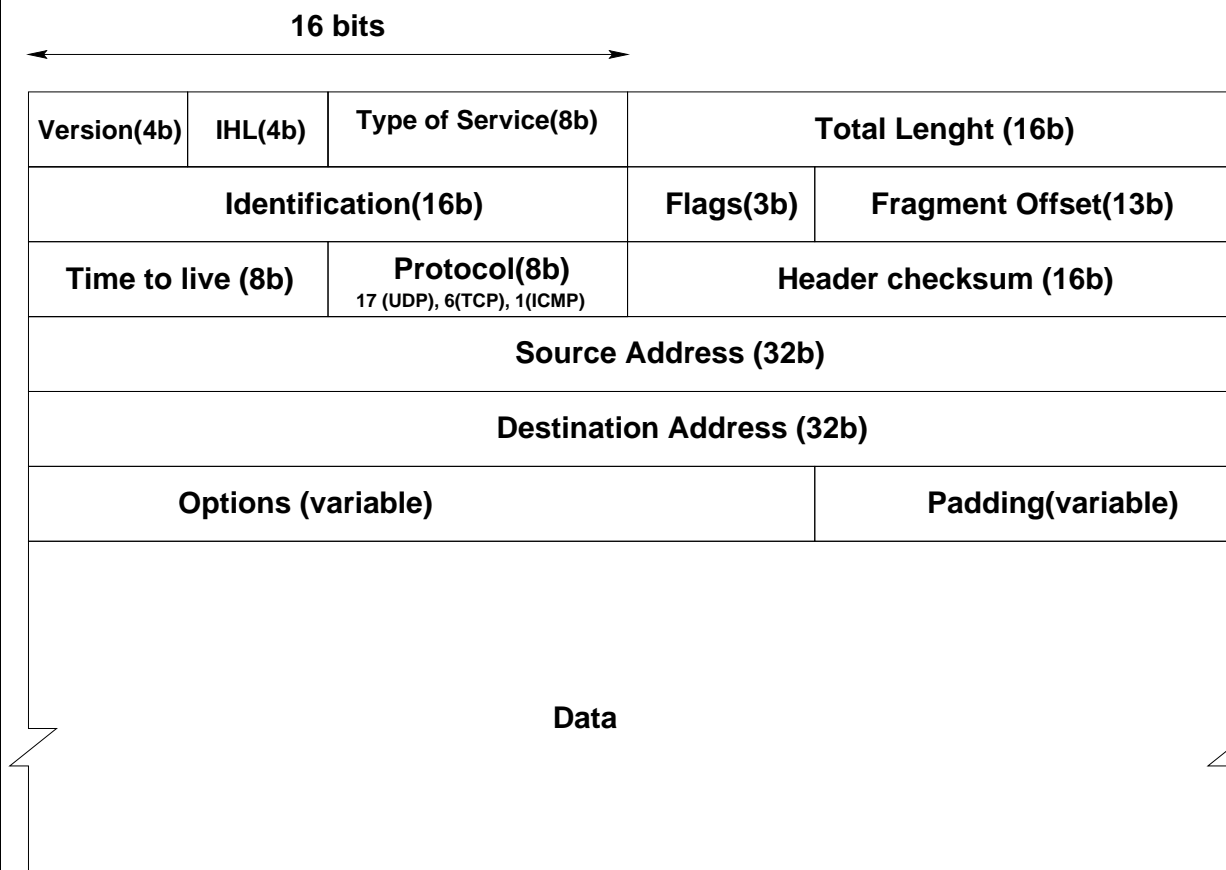 16 bits
Version(4b) IHL(4b) Type of Service(8b) Total Lenght (16b)
Identification(16b) Flags(3b) Fragment Offset(13b)
Time to live (8b) Protocol(8b) Header checksum (16b)
17 (UDP), 6(TCP), 1(ICMP)
Source Address (32b)
Destination Address (32b)
Options (variable) Padding(variable)
Data